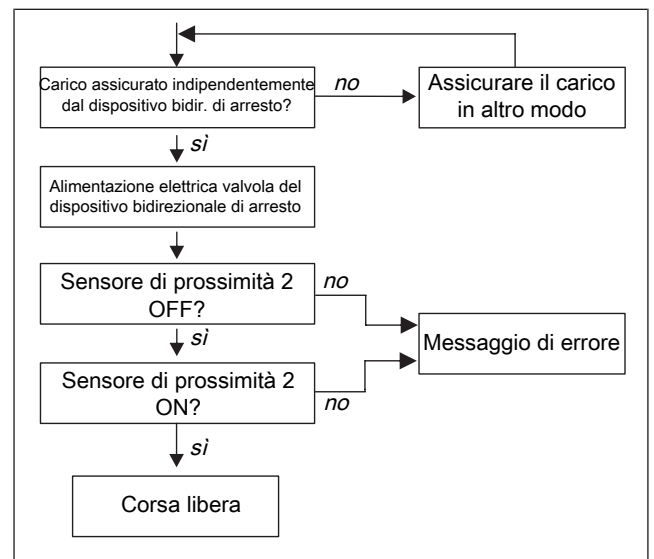 Carico assicurato indipendentemente
dal dispositivo bidir. di arresto?
no
Assicurare il carico
in altro modo
sì
Alimentazione elettrica valvola del
dispositivo bidirezionale di arresto
Sensore di prossimità 2
OFF?
no
sì
Messaggio di errore
Sensore di prossimità 2
ON?
no
sì
Corsa libera